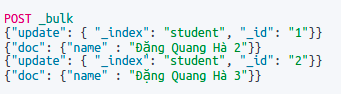 POST _bulk
{"update": { "_index": "student", "_id": "1"}}
{"doc": {"name" : "Đặng Quang Hà 2"}}
{"update": { "_index": "student", "_id": "2"}}
{"doc": {"name" : "Đặng Quang Hà 3"}}